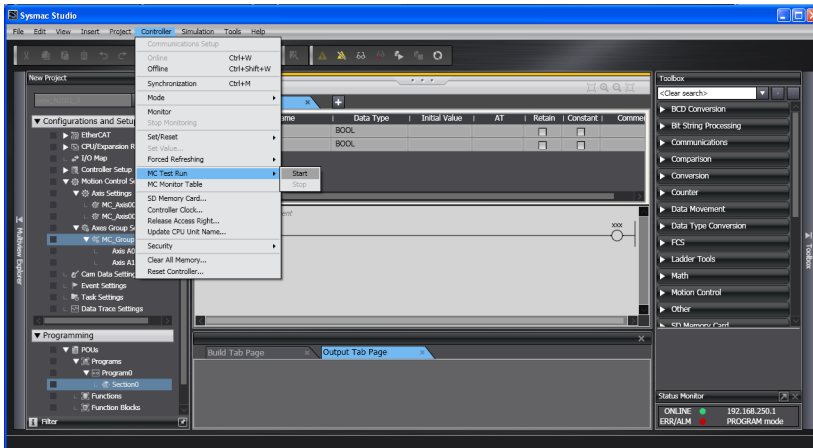 Sysmac Studio
File Edit View Insert Project Controller Simulation Tools Help
Communications Setup
Online Ctrl+W
Offline Ctrl+Shift+W
Synchronization Ctrl+M
Mode
Monitor
Stop Monitoring
Set/Reset
Set Value...
Forced Refreshing
MC Test Run
MC Monitor Table
SD Memory Card...
Controller Clock...
Release Access Right...
Update CPU Unit Name...
Security
Clear All Memory...
Reset Controller...
Start
Stop
Multiview Explorer
New Project
Configurations and Setup
EtherCAT
CPU/Expansion R
I/O Map
Controller Setup
Motion Control S
Axis Settings
MC_Axis00
MC_Axis00
Axes Group S
MC_Group
Axis A0
Axis A1
Cam Data Setting
Event Settings
Task Settings
Data Trace Settings
Programming
POUs
Programs
Program0
Section0
Functions
Function Blocks
Filter
ame Data Type Initial Value AT Retain Constant Commer
BOOL
BOOL
xxx
Build Tab Page
Output Tab Page
Toolbox
<Clear search>
BCD Conversion
Bit String Processing
Communications
Comparison
Conversion
Counter
Data Movement
Data Type Conversion
FCS
Ladder Tools
Math
Motion Control
Other
SD Memory Card
Status Monitor
ONLINE 192.168.250.1
ERR/ALM PROGRAM mode
Toolbox